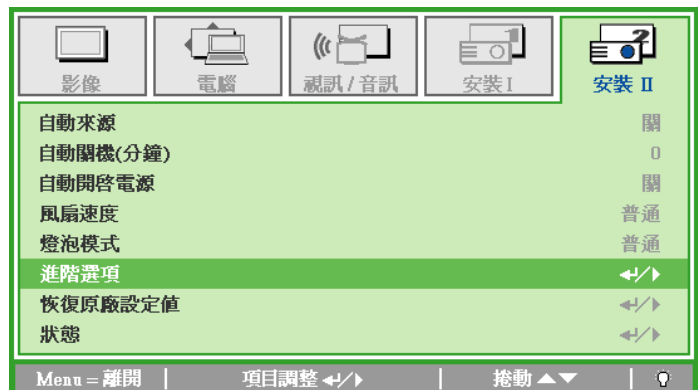 影像 電腦 視訊 / 音訊 安裝 I 安裝 II
自動來源 關
自動關機(分鐘) 0
自動開啓電源 關
風扇速度 普通
燈泡模式 普通
進階選項
恢復原廠設定值
狀態
Menu = 離開 項目調整 捲動